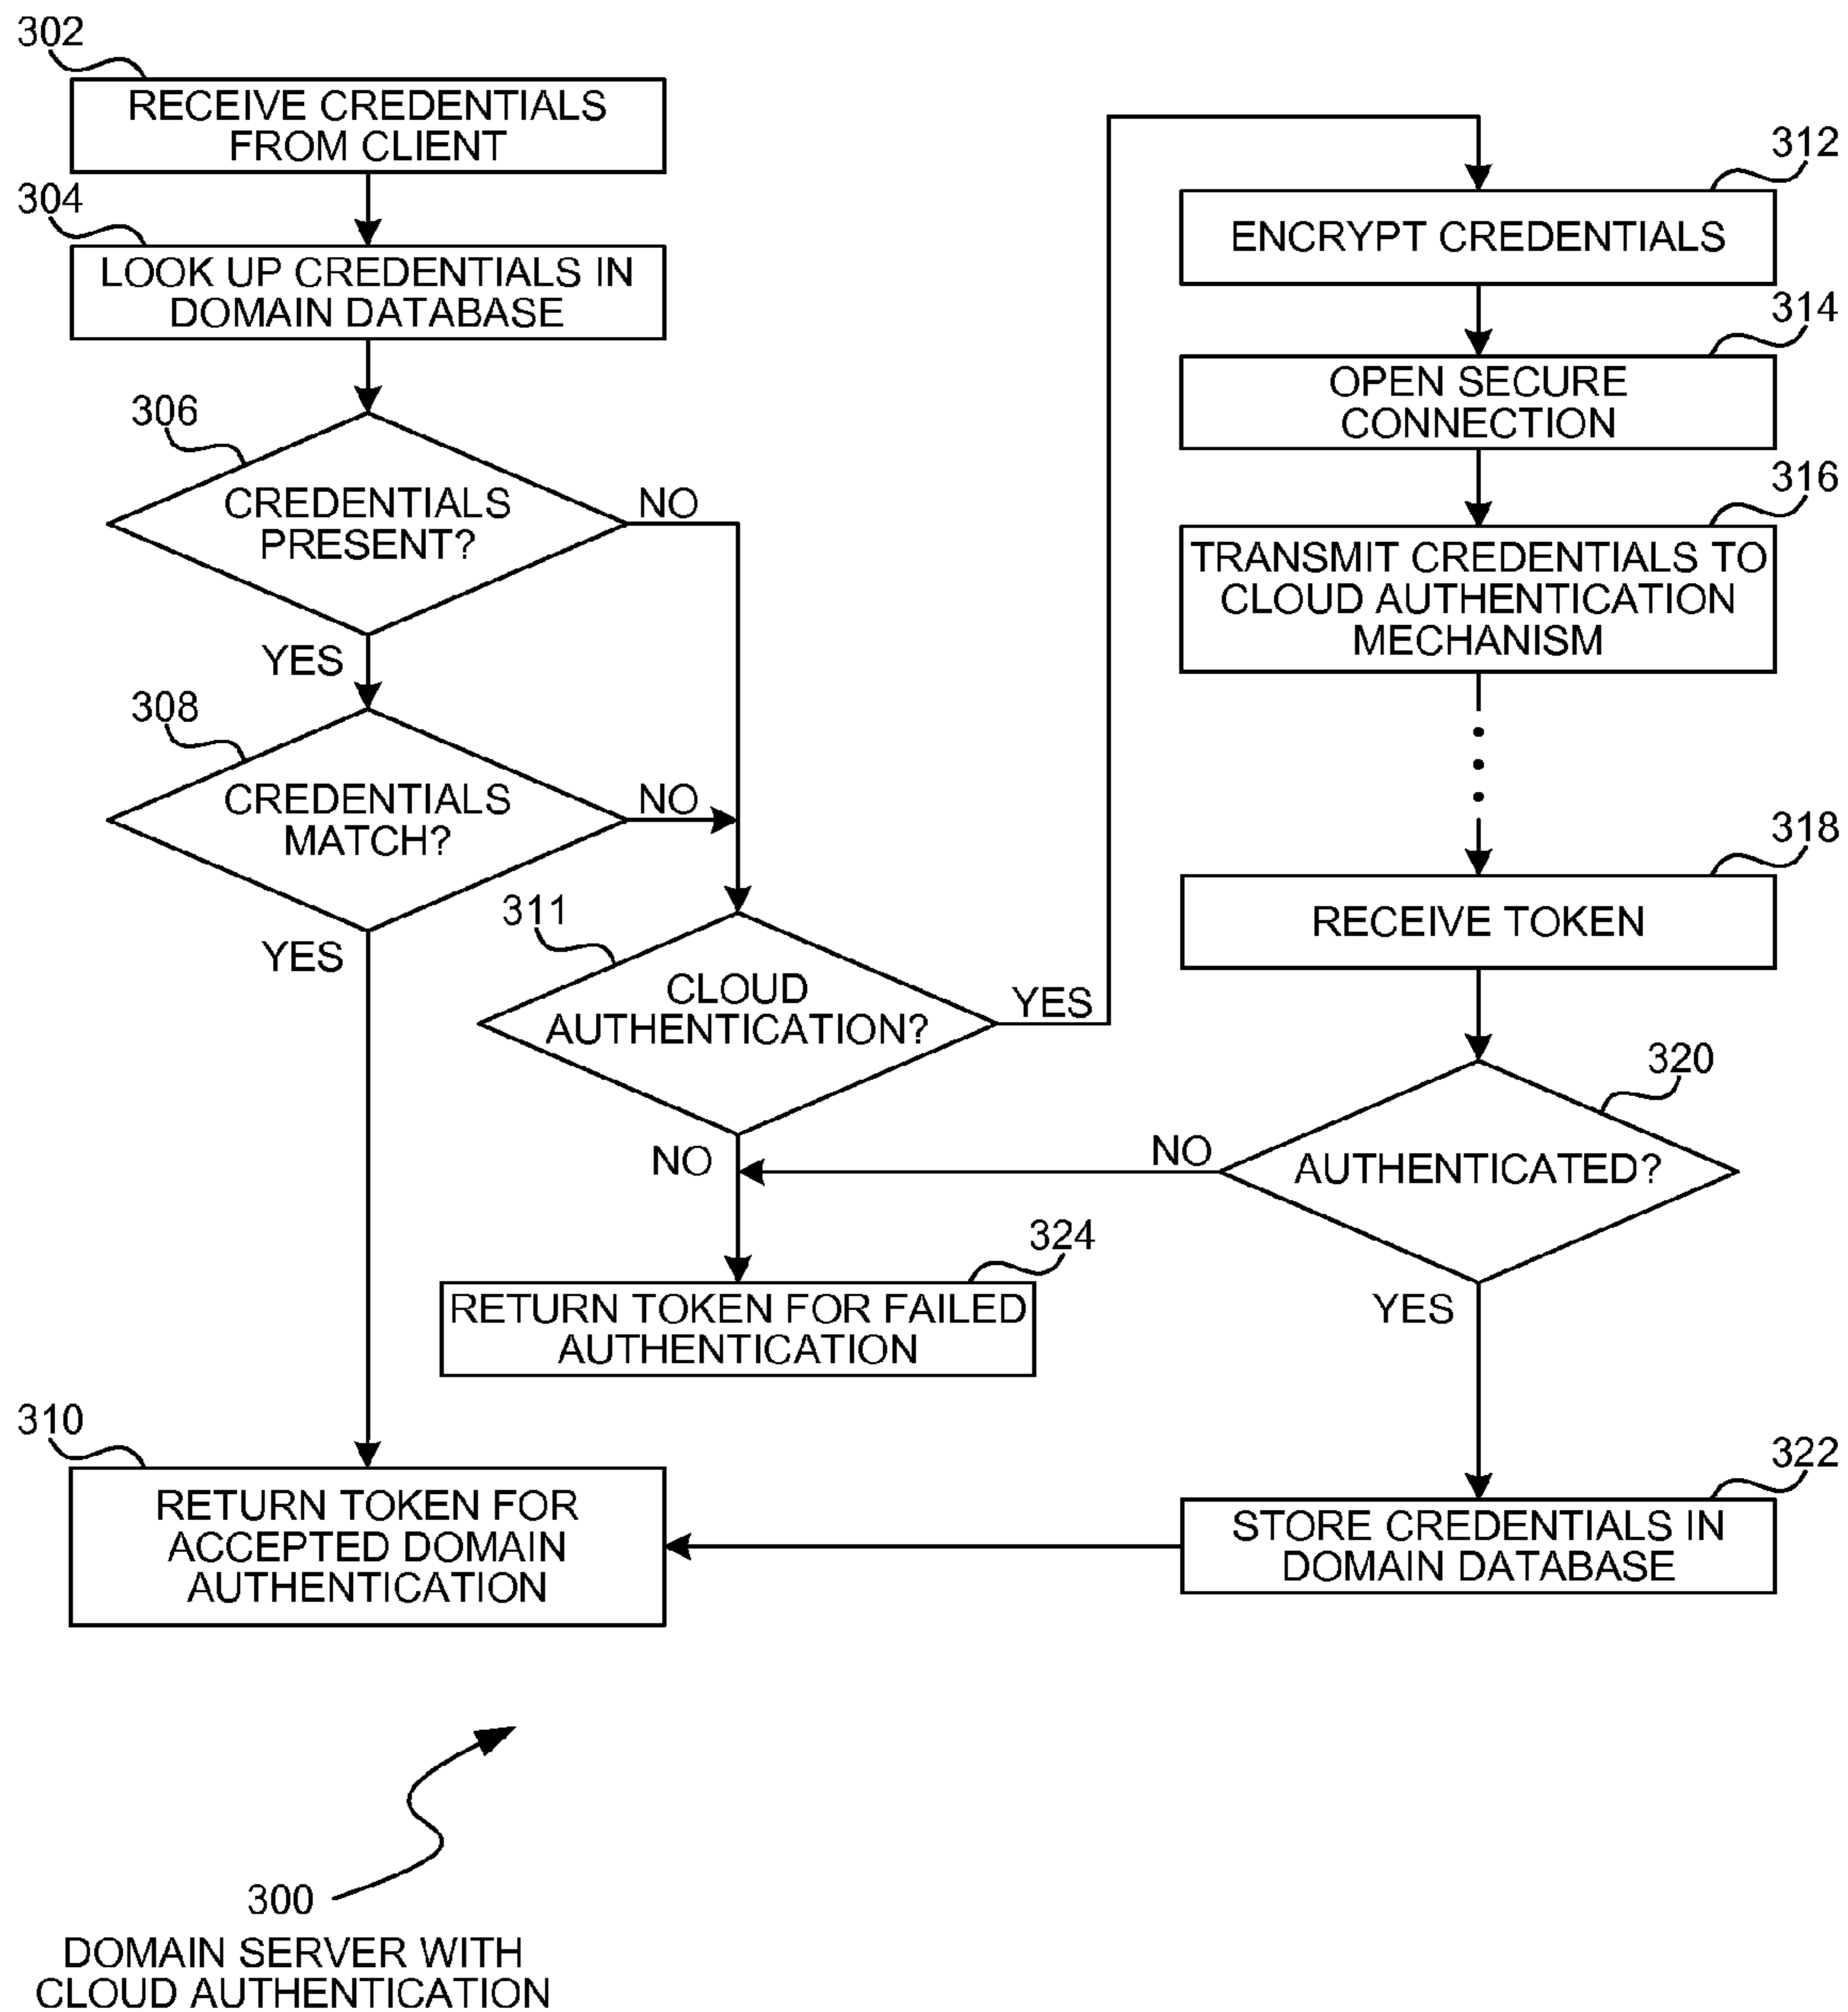 302
RECEIVE CREDENTIALS
FROM CLIENT
304
LOOK UP CREDENTIALS IN
DOMAIN DATABASE
306
CREDENTIALS
PRESENT?
NO
YES
308
CREDENTIALS
MATCH?
NO
YES
311
CLOUD
AUTHENTICATION?
YES
NO
312
ENCRYPT CREDENTIALS
314
OPEN SECURE
CONNECTION
316
TRANSMIT CREDENTIALS TO
CLOUD AUTHENTICATION
MECHANISM
318
RECEIVE TOKEN
320
AUTHENTICATED?
NO
YES
324
RETURN TOKEN FOR FAILED
AUTHENTICATION
310
RETURN TOKEN FOR
ACCEPTED DOMAIN
AUTHENTICATION
322
STORE CREDENTIALS IN
DOMAIN DATABASE
300
DOMAIN SERVER WITH
CLOUD AUTHENTICATION